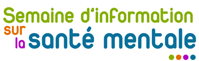 Semaine d'information
sur la santé mentale